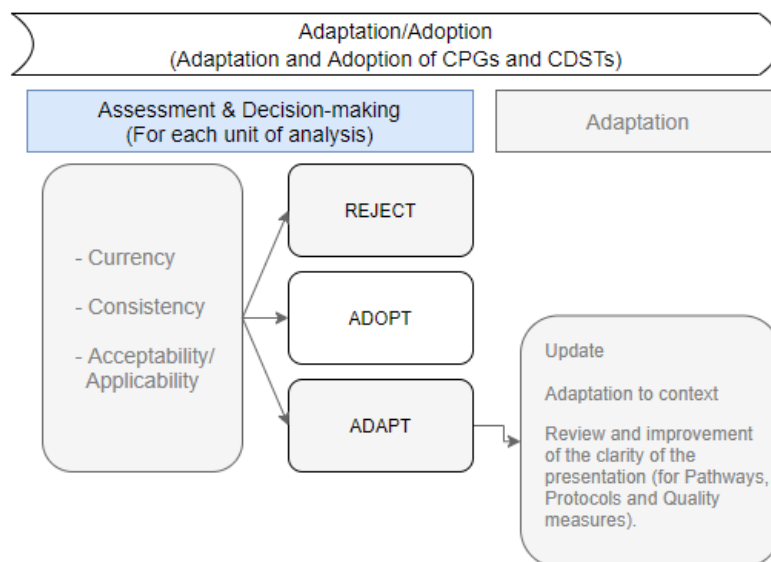 Adaptation/Adoption
(Adaptation and Adoption of CPGs and CDSTs)
Assessment & Decision-making
(For each unit of analysis)
Adaptation
- Currency
- Consistency
- Acceptability/
Applicability
REJECT
ADOPT
ADAPT
Update
Adaptation to context
Review and improvement
of the clarity of the
presentation (for Pathways,
Protocols and Quality
measures).